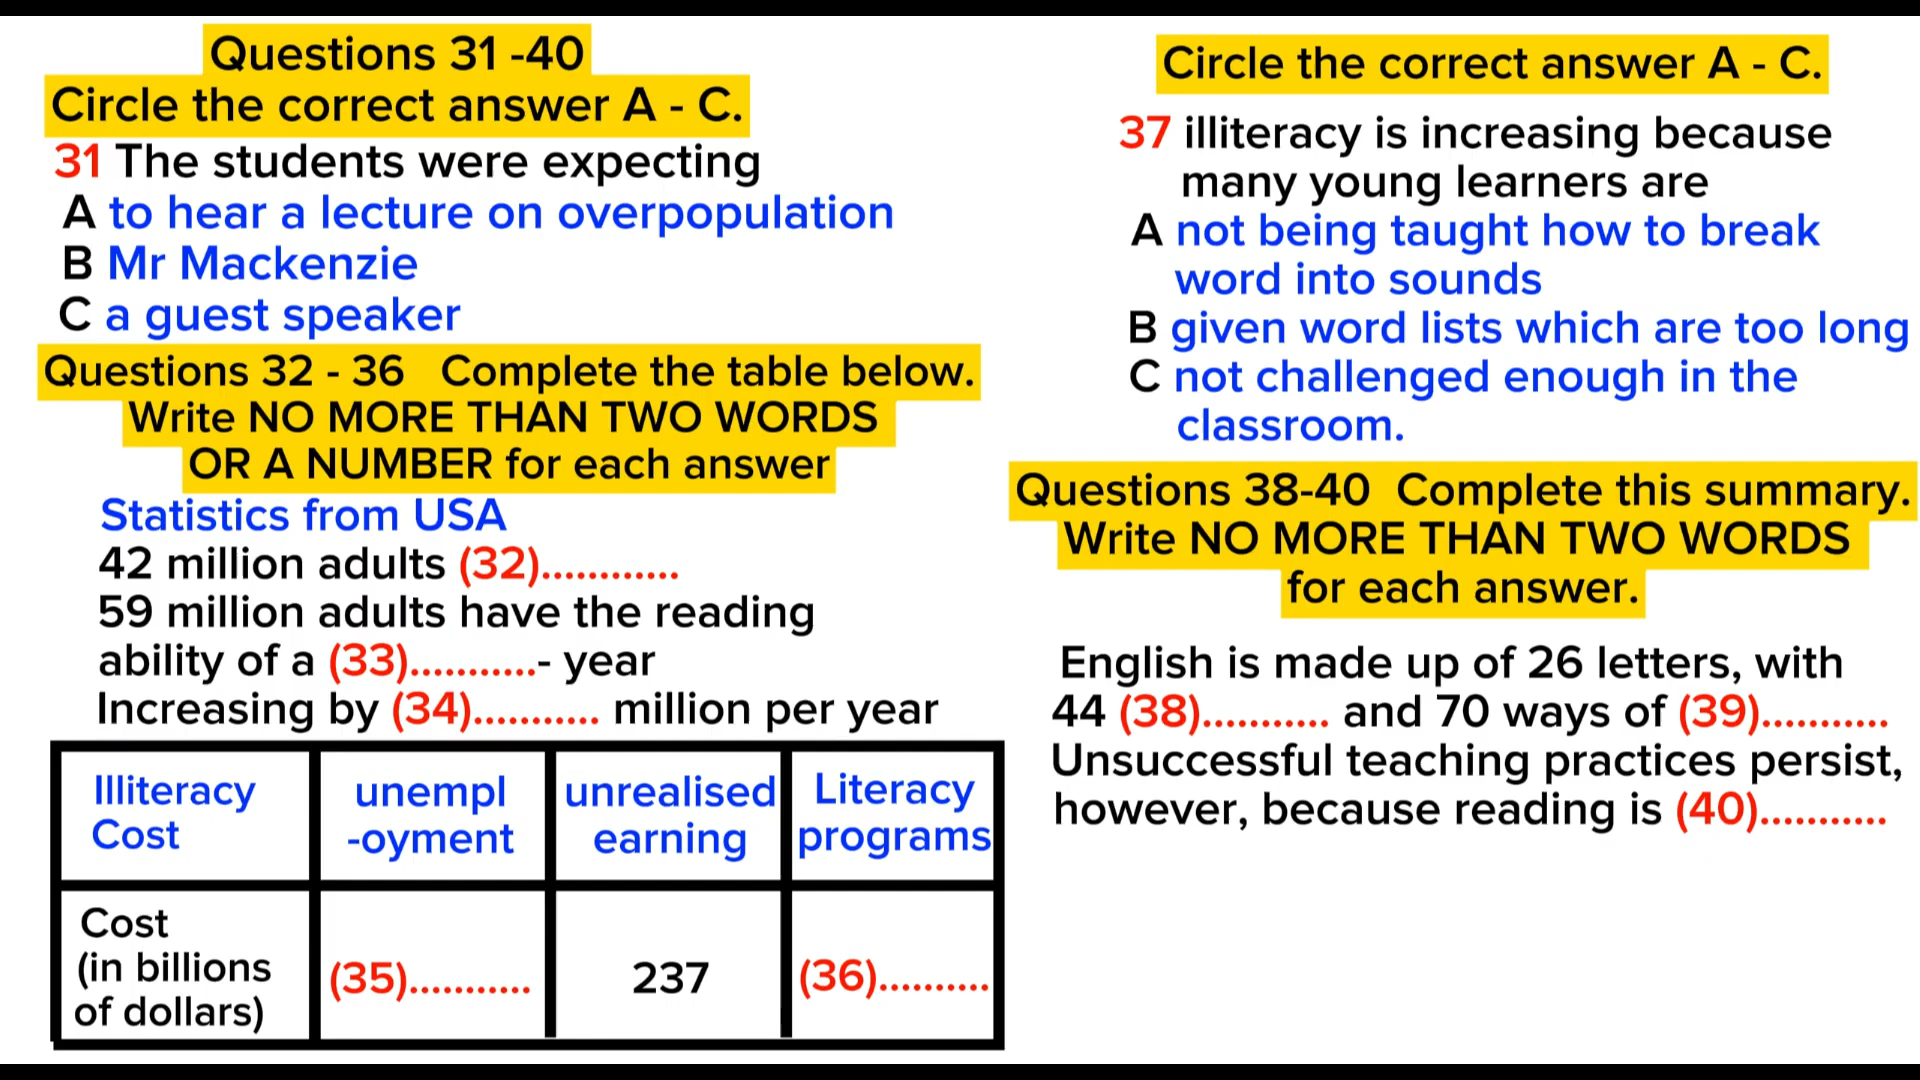 Questions 31 -40
Circle the correct answer A - C.
31 The students were expecting
A to hear a lecture on overpopulation
B Mr Mackenzie
C a guest speaker
Questions 32 - 36 Complete the table below.
Write NO MORE THAN TWO WORDS
OR A NUMBER for each answer
Statistics from USA
42 million adults (32)............
59 million adults have the reading
ability of a (33)...........- year
Increasing by (34)........... million per year
Illiteracy Cost
unempl -oyment
unrealised earning
Literacy programs
Cost (in billions of dollars)
(35)...........
237
(36)..........
Circle the correct answer A - C.
37 illiteracy is increasing because
many young learners are
A not being taught how to break
word into sounds
B given word lists which are too long
C not challenged enough in the
classroom.
Questions 38-40 Complete this summary.
Write NO MORE THAN TWO WORDS
for each answer.
English is made up of 26 letters, with
44 (38)........... and 70 ways of (39)...........
Unsuccessful teaching practices persist,
however, because reading is (40)...........